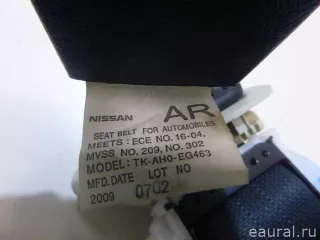 NISSAN AR
SEAT BELT FOR AUTOMOBILES
MEETS: ECE NO. 16-04,
MVSS NO. 209, NO. 302
MODEL: TK-AH0-EG463
MFD.DATE LOT NO
2009 0702
© eaural.ru